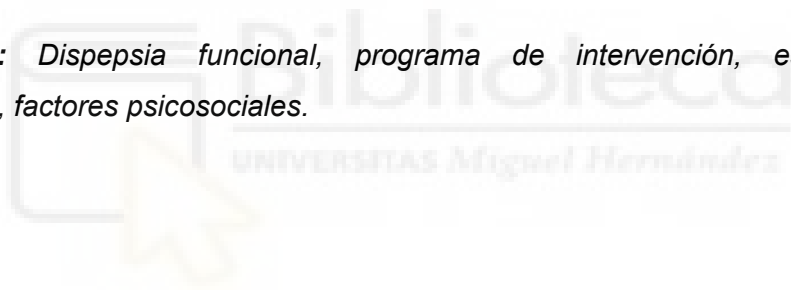 : Dispepsia funcional, programa de intervención, e
, factores psicosociales.
Biblioteca
UNIVERSITAS Miguel Hernández